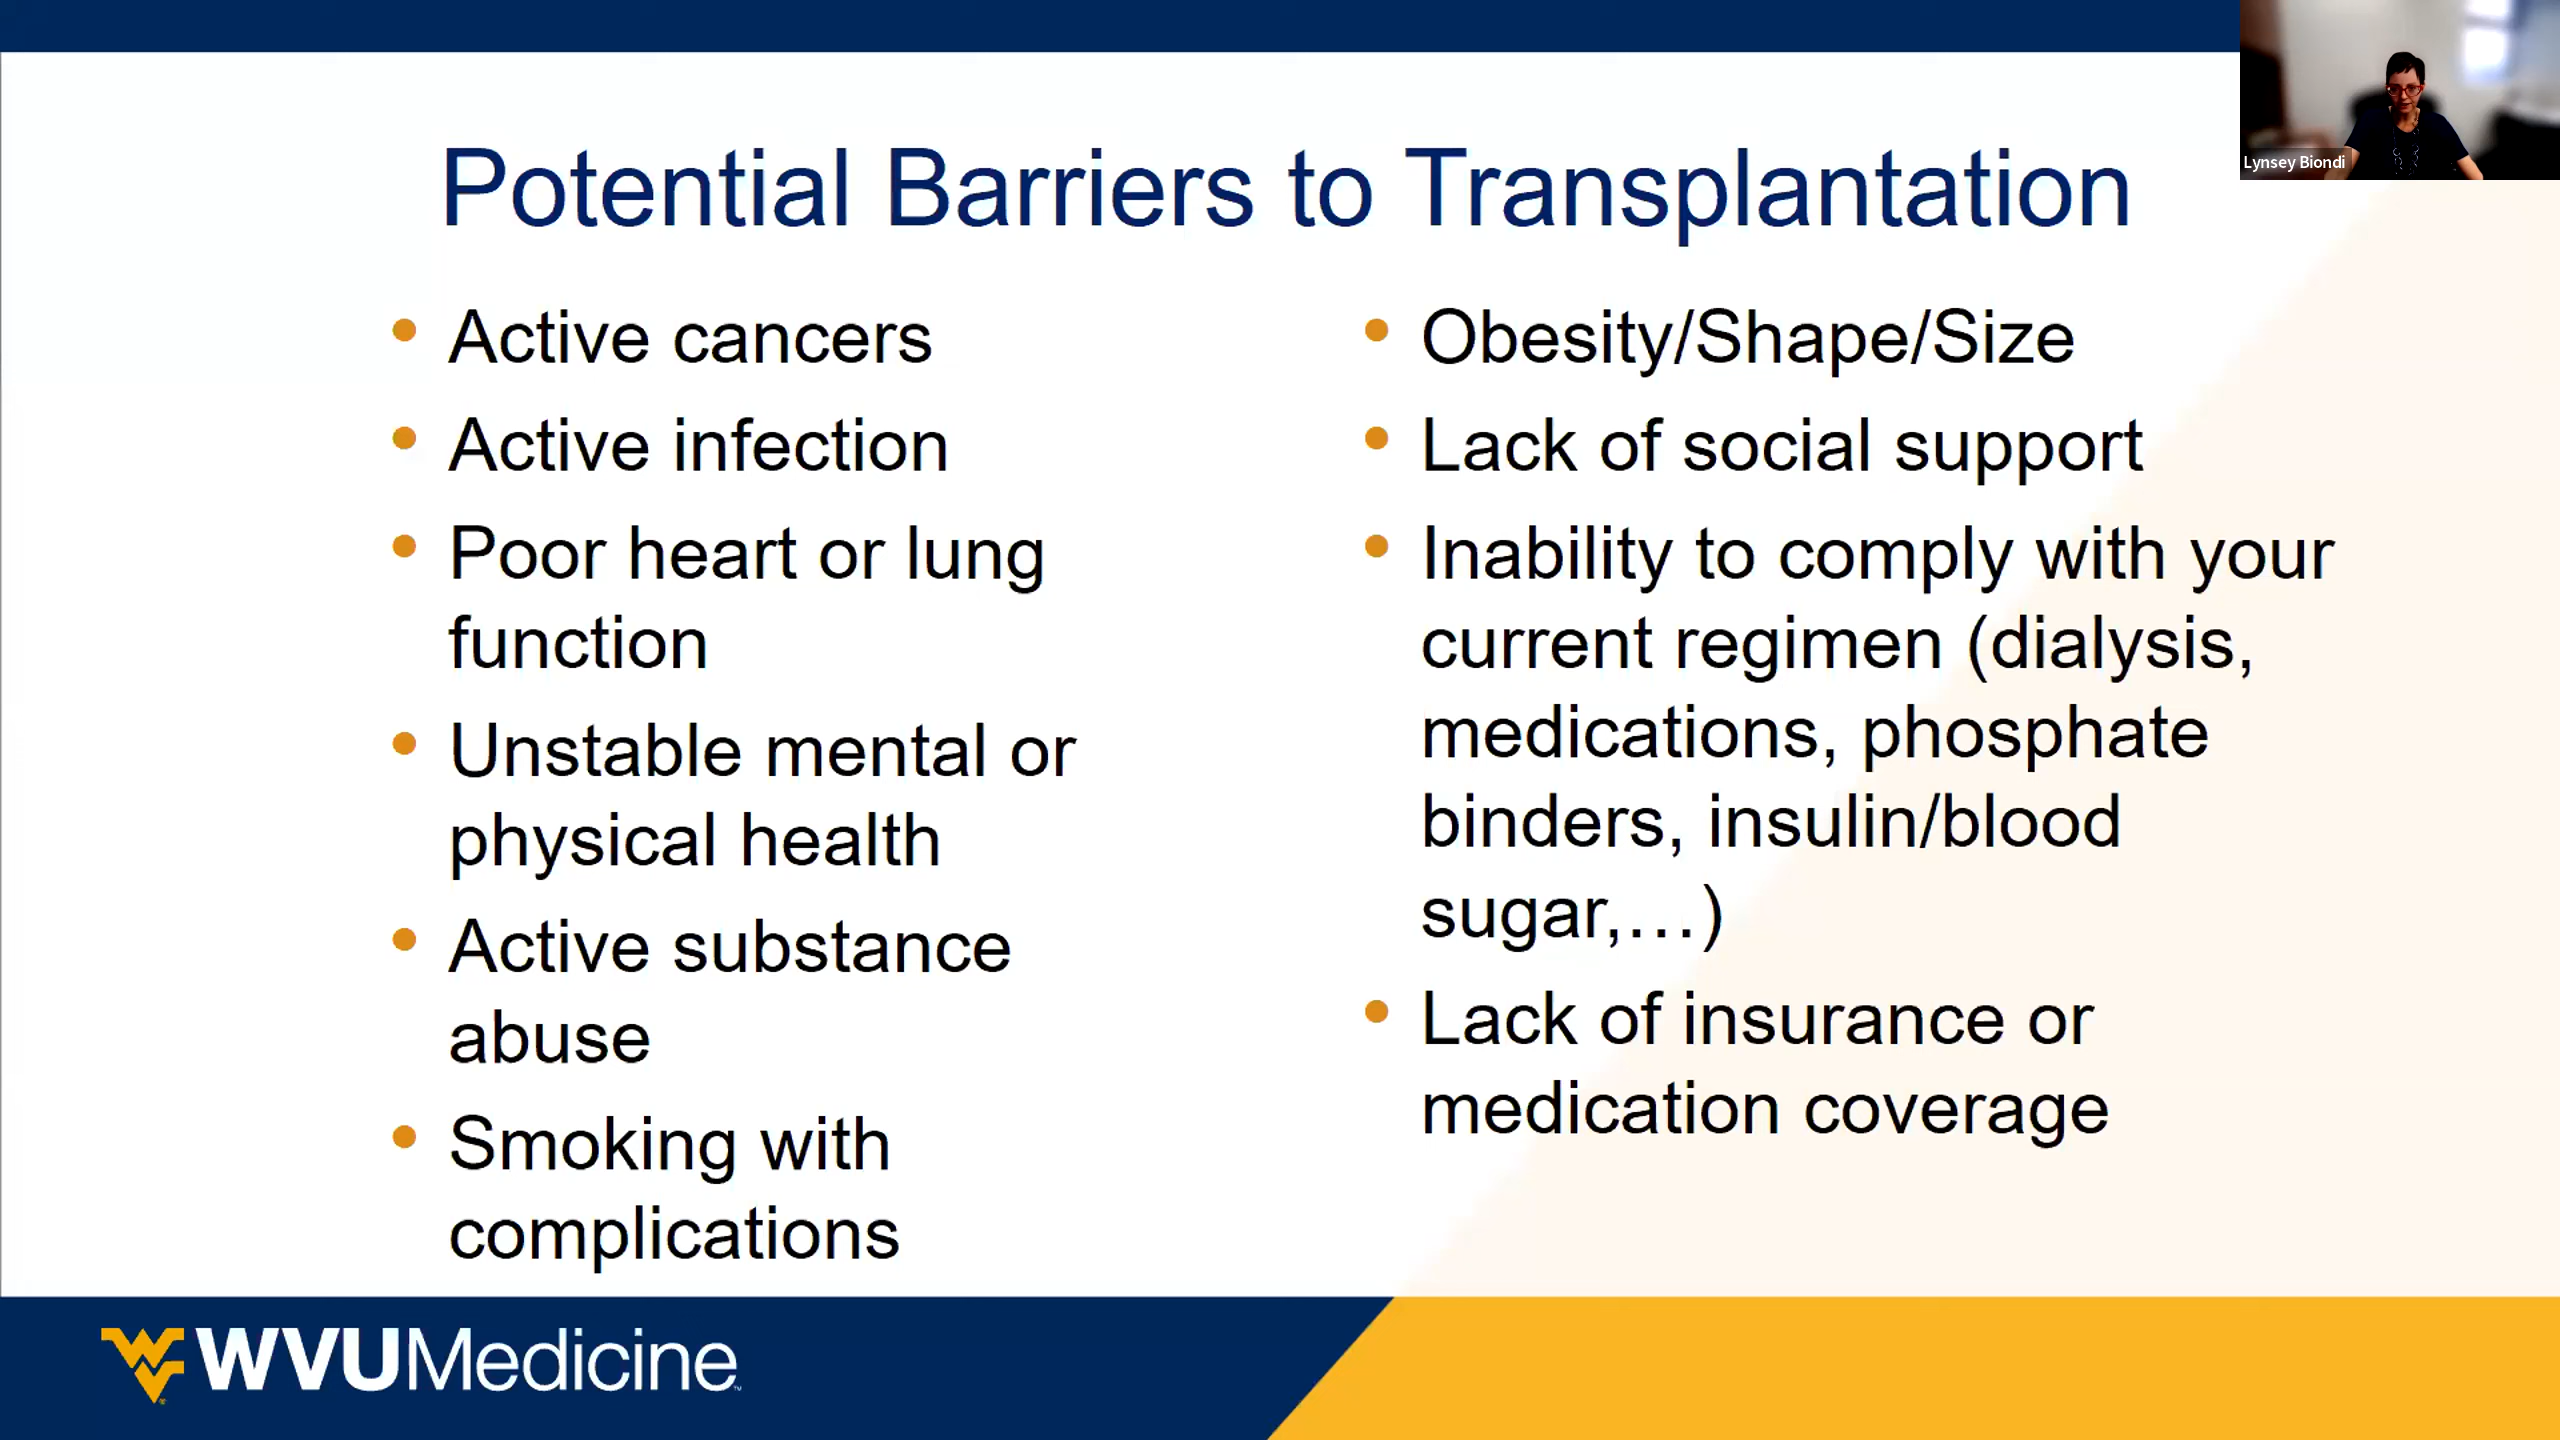 Potential Barriers to Transplantation
Lynsey Biondi
• Active cancers
• Active infection
• Poor heart or lung
function
• Unstable mental or
physical health
• Active substance
abuse
• Smoking with
complications
• Obesity/Shape/Size
• Lack of social support
• Inability to comply with your
current regimen (dialysis,
medications, phosphate
binders, insulin/blood
sugar,…)
• Lack of insurance or
medication coverage
WVUMedicine™